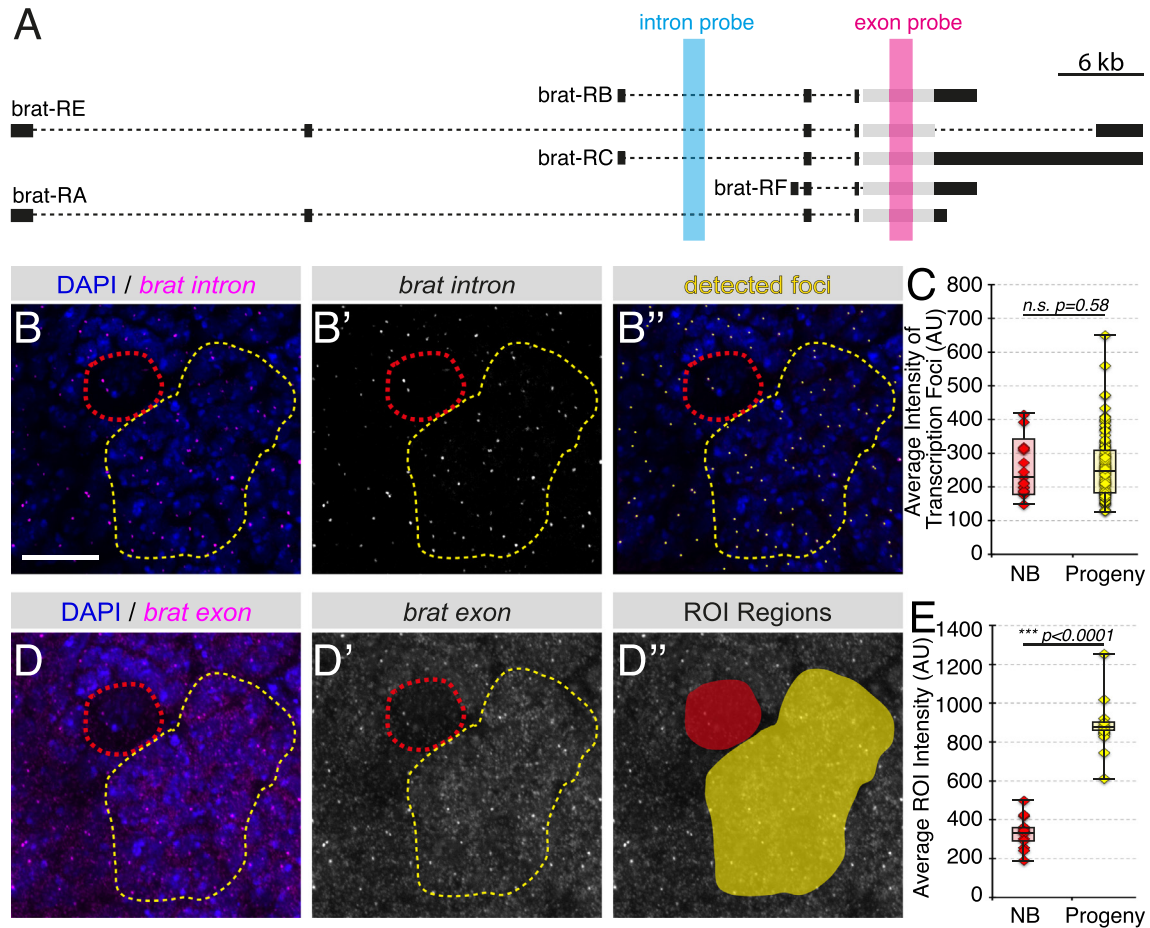 A
intron probe
exon probe
6 kb
brat-RB
brat-RE
brat-RC
brat-RF
brat-RA
DAPI / brat intron
brat intron
detected foci
B
B'
B''
C
Average Intensity of
Transcription Foci (AU)
800
700
600
500
400
300
200
100
0
n.s. p=0.58
NB
Progeny
DAPI / brat exon
brat exon
ROI Regions
D
D'
D''
E
Average ROI Intensity (AU)
1400
1200
1000
800
600
400
200
0
*** p<0.0001
NB
Progeny